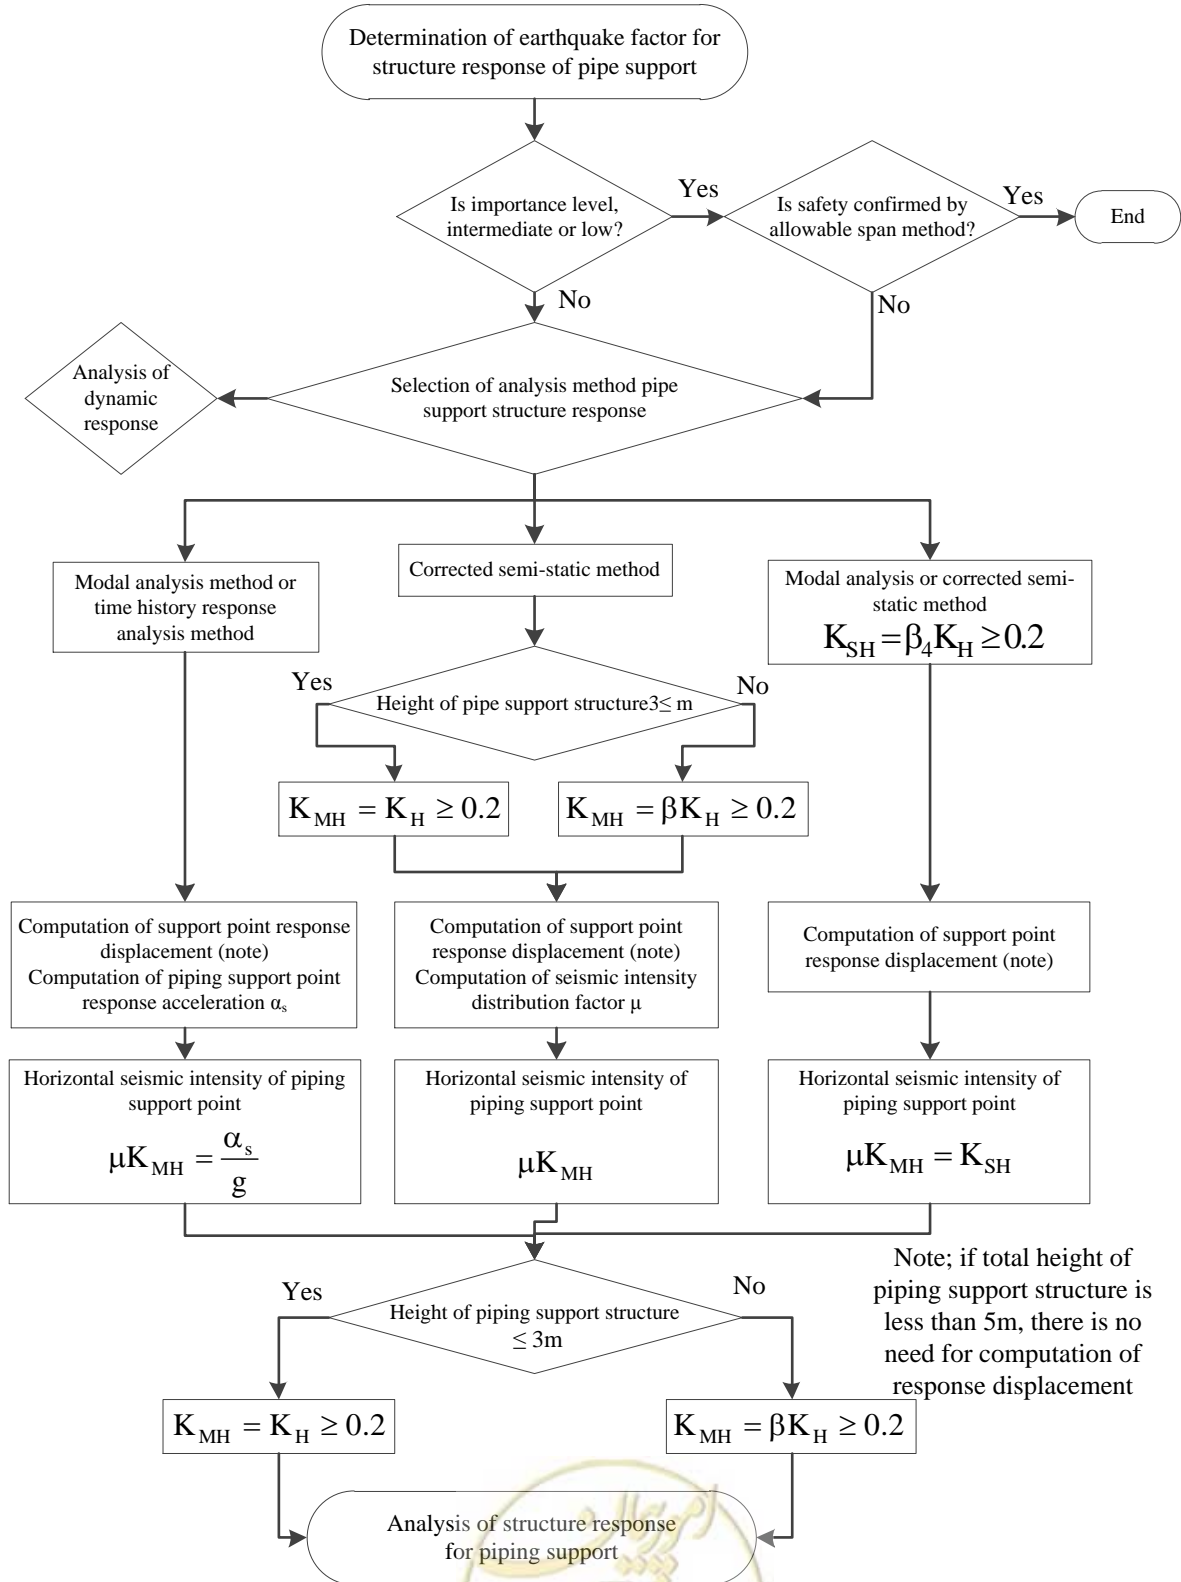 Determination of earthquake factor for
structure response of pipe support
Is importance level,
intermediate or low?
Yes
Is safety confirmed by
allowable span method?
Yes
End
No
No
Analysis of
dynamic
response
Selection of analysis method pipe
support structure response
Modal analysis method or
time history response
analysis method
Corrected semi-static method
Modal analysis or corrected semi-
static method
K_SH = β₄K_H ≥ 0.2
Yes
Height of pipe support structure3≤ m
No
K_MH = K_H ≥ 0.2
K_MH = βK_H ≥ 0.2
Computation of support point response
displacement (note)
Computation of piping support point
response acceleration αₛ
Computation of support point
response displacement (note)
Computation of seismic intensity
distribution factor μ
Computation of support point
response displacement (note)
Horizontal seismic intensity of piping
support point
μK_MH = αₛ/g
Horizontal seismic intensity of
piping support point
μK_MH
Horizontal seismic intensity of
piping support point
μK_MH = K_SH
Yes
Height of piping support structure
≤ 3m
No
Note; if total height of
piping support structure is
less than 5m, there is no
need for computation of
response displacement
K_MH = K_H ≥ 0.2
K_MH = βK_H ≥ 0.2
Analysis of structure response
for piping support